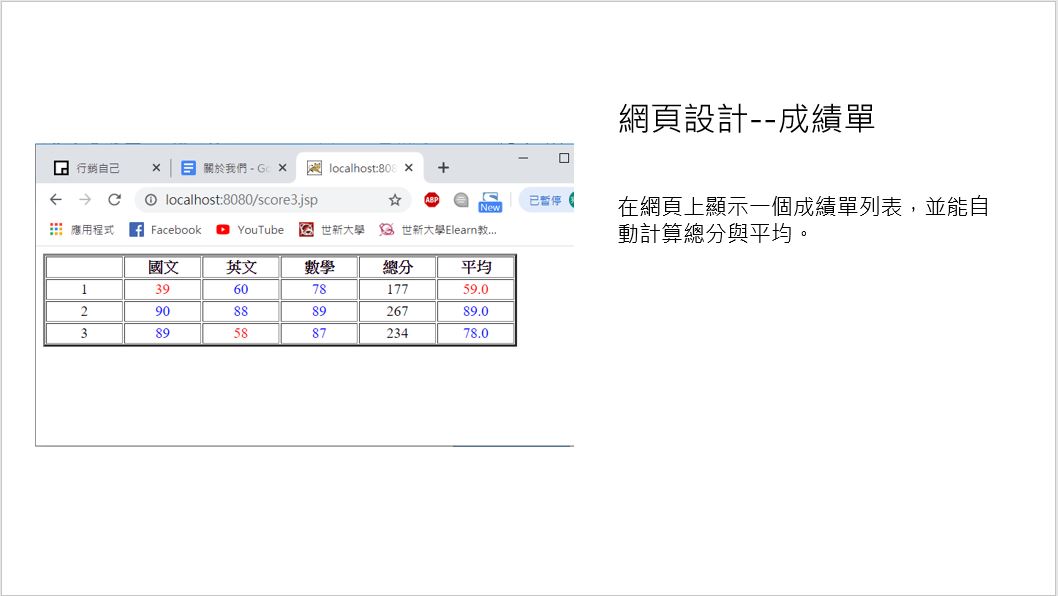 網頁設計--成績單
在網頁上顯示一個成績單列表，並能自
動計算總分與平均。
行銷自己 關於我們 - Go localhost:808
localhost:8080/score3.jsp ABP New 已暫停
應用程式 Facebook YouTube 世新大學 世新大學Elearn教...
國文 英文 數學 總分 平均
1 39 60 78 177 59.0
2 90 88 89 267 89.0
3 89 58 87 234 78.0